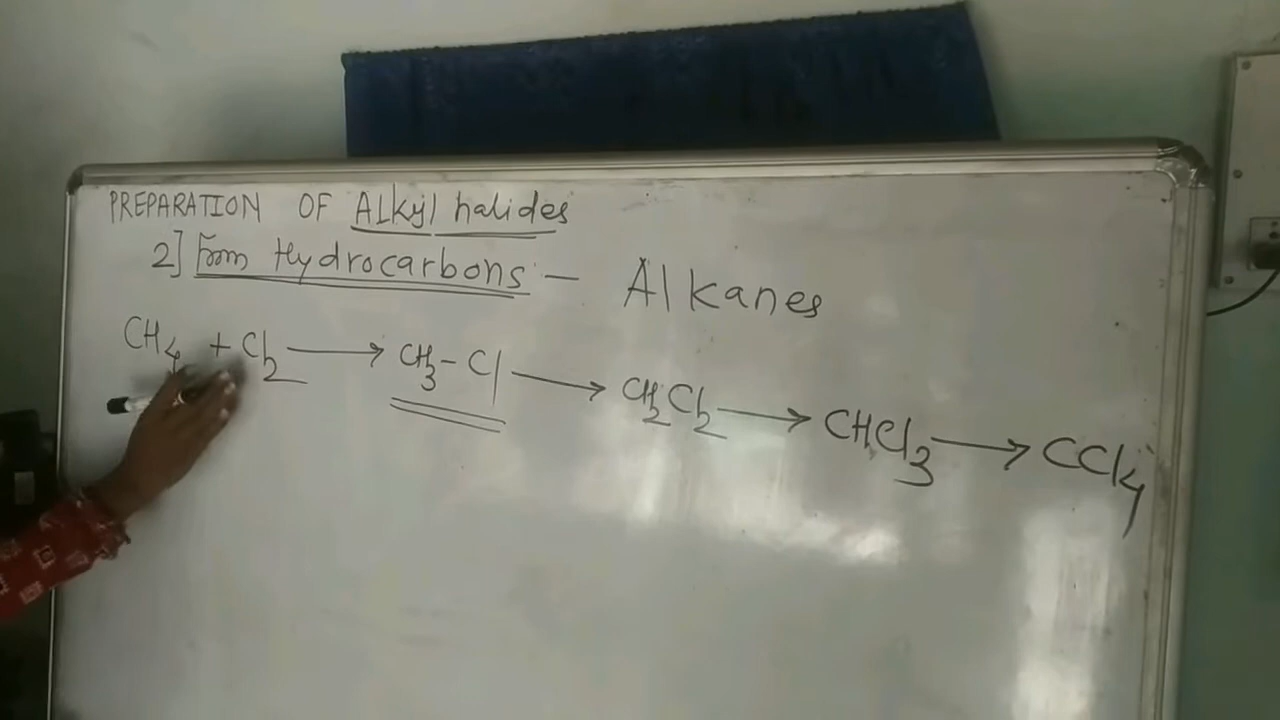 PREPARATION OF Alkyl halides
2] From Hydrocarbons - Alkanes
CH4 + Cl2 → CH3-Cl → CH2Cl2 → CHCl3 → CCl4